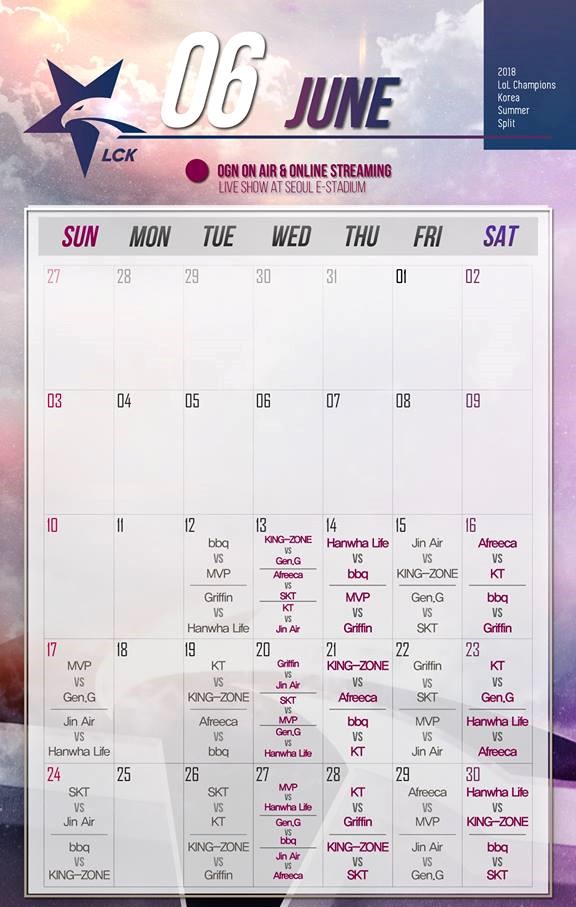 06 JUNE
2018
LoL Champions
Korea
Summer
Split
LCK
OGN ON AIR & ONLINE STREAMING
LIVE SHOW AT SEOUL E-STADIUM
SUN MON TUE WED THU FRI SAT
27 28 29 30 31 01 02
03 04 05 06 07 08 09
10
11
12
bbq
VS
MVP
Griffin
VS
Hanwha Life
13
KING-ZONE
VS
Gen,G
Afreeca
VS
SKT
KT
VS
Jin Air
14
Hanwha Life
VS
bbq
MVP
VS
Griffin
15
Jin Air
VS
KING-ZONE
Gen,G
VS
SKT
16
Afreeca
VS
KT
bbq
VS
Griffin
17
MVP
VS
Gen,G
Jin Air
VS
Hanwha Life
18
19
KT
VS
KING-ZONE
Afreeca
VS
bbq
20
Griffin
VS
Jin Air
SKT
VS
MVP
Gen,G
VS
Hanwha Life
21
KING-ZONE
VS
Afreeca
bbq
VS
KT
22
Griffin
VS
SKT
MVP
VS
Jin Air
23
KT
VS
Gen,G
Hanwha Life
VS
Afreeca
24
SKT
VS
Jin Air
bbq
VS
KING-ZONE
25
26
SKT
VS
KT
KING-ZONE
VS
Griffin
27
MVP
VS
Hanwha Life
Gen,G
VS
bbq
Jin Air
VS
Afreeca
28
KT
VS
Griffin
KING-ZONE
VS
SKT
29
Afreeca
VS
MVP
Jin Air
VS
Gen,G
30
Hanwha Life
VS
KING-ZONE
bbq
VS
SKT